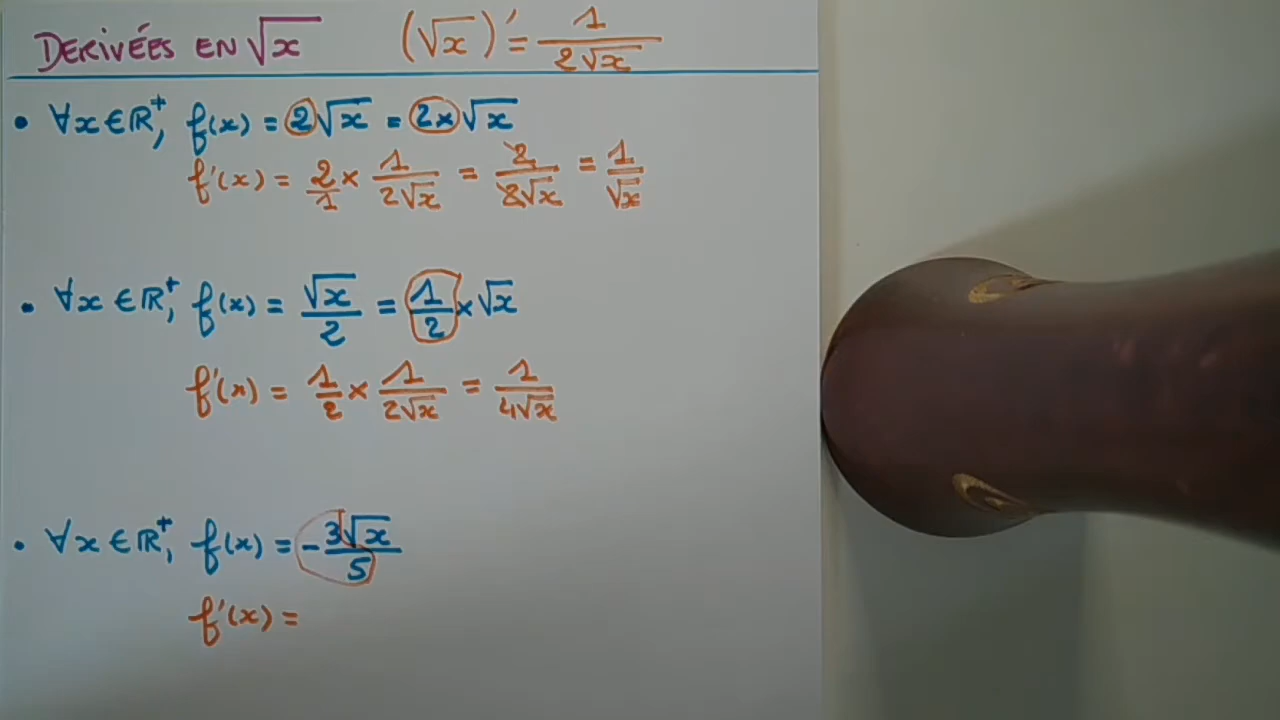 DERIVÉES EN √x (√x)' = 1/(2√x)
• ∀x ∈ ℝ⁺, f(x) = 2√x = 2×√x
f'(x) = 2/1 × 1/(2√x) = 2/(2√x) = 1/√x
• ∀x ∈ ℝ⁺, f(x) = √x/2 = 1/2 × √x
f'(x) = 1/2 × 1/(2√x) = 1/(4√x)
• ∀x ∈ ℝ⁺, f(x) = -3√x/5
f'(x) =